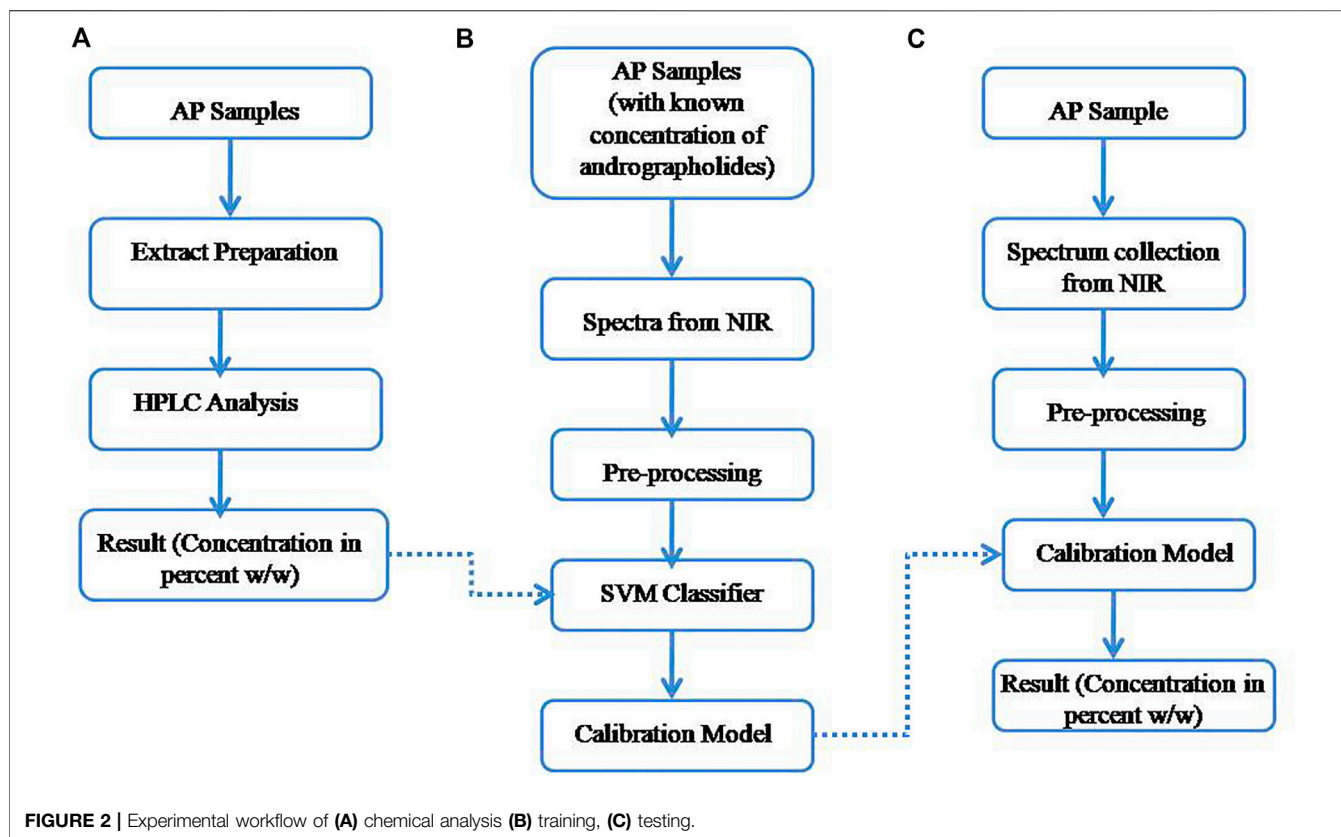 A
AP Samples
Extract Preparation
HPLC Analysis
Result (Concentration in
percent w/w)
B
AP Samples
(with known
concentration of
andrographolides)
Spectra from NIR
Pre-processing
SVM Classifier
Calibration Model
C
AP Sample
Spectrum collection
from NIR
Pre-processing
Calibration Model
Result (Concentration in
percent w/w)
FIGURE 2 | Experimental workflow of (A) chemical analysis (B) training, (C) testing.